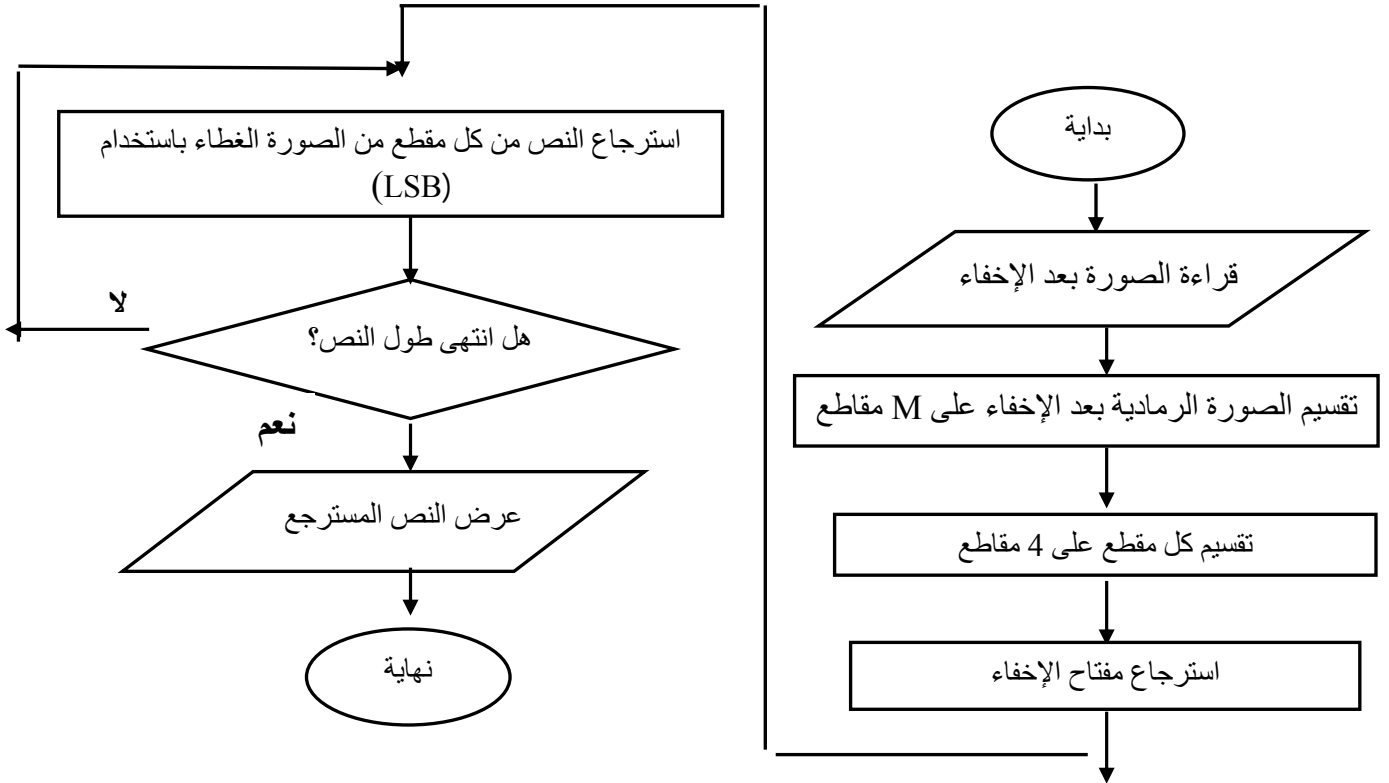 بداية
قراءة الصورة بعد الإخفاء
تقسيم الصورة الرمادية بعد الإخفاء على M مقاطع
تقسيم كل مقطع على 4 مقاطع
استرجاع مفتاح الإخفاء
استرجاع النص من كل مقطع من الصورة الغطاء باستخدام
(LSB)
هل انتهى طول النص؟
لا
نعم
عرض النص المسترجع
نهاية